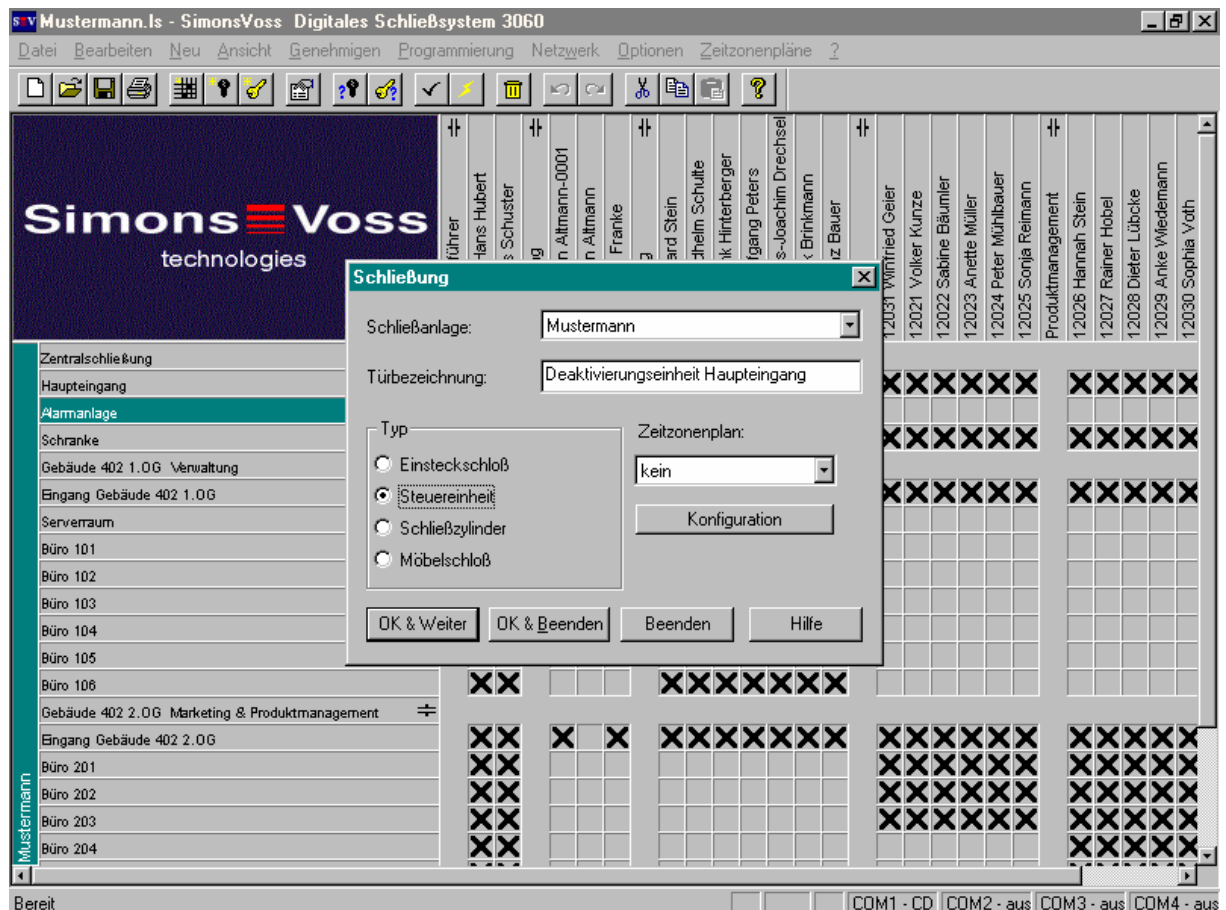 Mustermann.ls - SimonsVoss Digitales Schließsystem 3060
Datei Bearbeiten Neu Ansicht Genehmigen Programmierung Netzwerk Optionen Zeitzonenpläne ?
Simons Voss
technologies
Hans Hubert
Schuster
Altmann-0001
Altmann
Franke
Stein
Schulte
Hinterberger
Peters
Drechsel
Brinkmann
Bauer
12031 Winfried Geier
12021 Volker Kunze
12022 Sabine Bäumler
12023 Anette Müller
12024 Peter Mühlbauer
12025 Sonja Reimann
Produktmanagement
12026 Hannah Stein
12027 Rainer Hobel
12028 Dieter Lübcke
12029 Anke Wiedemann
12030 Sophia Voth
Schließung
Schließanlage:
Mustermann
Türbezeichnung:
Deaktivierungseinheit Haupteingang
Typ
Einsteckschloß
Steuereinheit
Schließzylinder
Möbelschloß
Zeitzonenplan:
kein
Konfiguration
OK & Weiter
OK & Beenden
Beenden
Hilfe
Mustermann
Zentralschließung
Haupteingang
Alarmanlage
Schranke
Gebäude 402 1.OG Verwaltung
Eingang Gebäude 402 1.OG
Serverraum
Büro 101
Büro 102
Büro 103
Büro 104
Büro 105
Büro 106
Gebäude 402 2.OG Marketing & Produktmanagement
Eingang Gebäude 402 2.OG
Büro 201
Büro 202
Büro 203
Büro 204
Bereit
COM1 - CD COM2 - aus COM3 - aus COM4 - aus